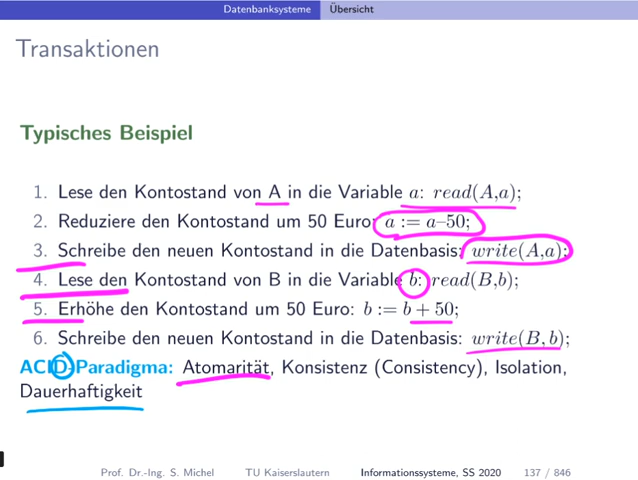 Datenbanksysteme Übersicht
Transaktionen
Typisches Beispiel
1. Lese den Kontostand von A in die Variable a: read(A,a);
2. Reduziere den Kontostand um 50 Euro: a := a–50;
3. Schreibe den neuen Kontostand in die Datenbasis: write(A,a);
4. Lese den Kontostand von B in die Variable b: read(B,b);
5. Erhöhe den Kontostand um 50 Euro: b := b + 50;
6. Schreibe den neuen Kontostand in die Datenbasis: write(B, b);
ACID-Paradigma: Atomarität, Konsistenz (Consistency), Isolation,
Dauerhaftigkeit
Prof. Dr.-Ing. S. Michel TU Kaiserslautern Informationssysteme, SS 2020 137 / 846